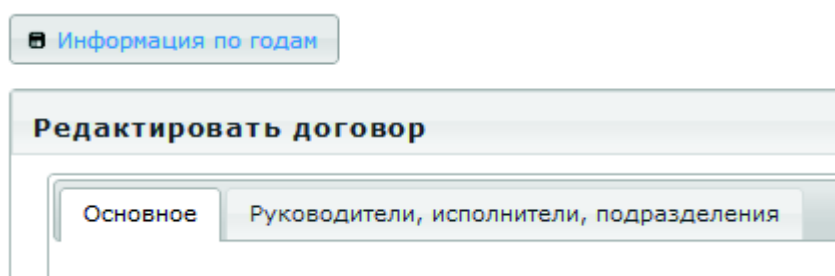 Информация по годам
Редактировать договор
Основное
Руководители, исполнители, подразделения